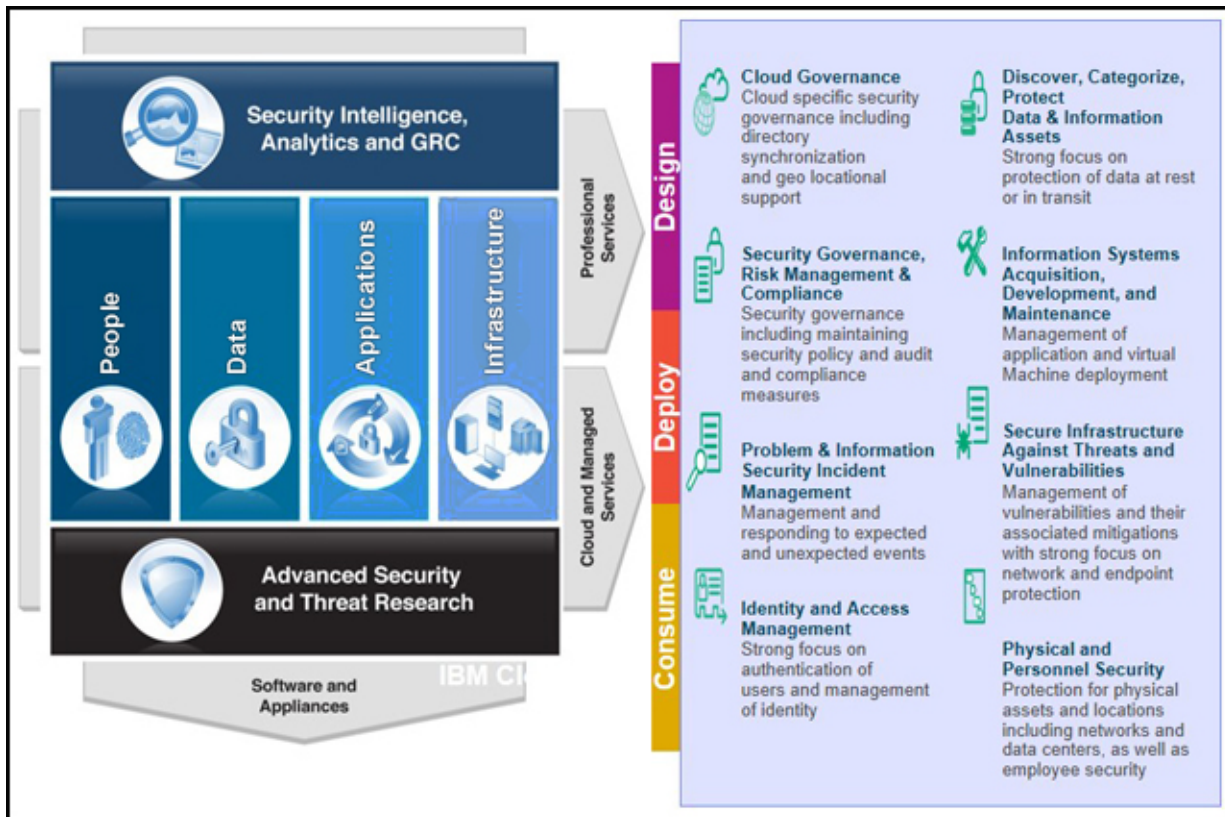 Security Intelligence,
Analytics and GRC
People
Data
Applications
Infrastructure
Advanced Security
and Threat Research
Professional
Services
Cloud and Managed
Services
Software and
Appliances
IBM
Design
Deploy
Consume
Cloud Governance
Cloud specific security
governance including
directory
synchronization
and geo locational
support
Security Governance,
Risk Management &
Compliance
Security governance
including maintaining
security policy and audit
and compliance
measures
Problem & Information
Security Incident
Management
Management and
responding to expected
and unexpected events
Identity and Access
Management
Strong focus on
authentication of
users and management
of identity
Discover, Categorize,
Protect
Data & Information
Assets
Strong focus on
protection of data at rest
or in transit
Information Systems
Acquisition,
Development, and
Maintenance
Management of
application and virtual
Machine deployment
Secure Infrastructure
Against Threats and
Vulnerabilities
Management of
vulnerabilities and their
associated mitigations
with strong focus on
network and endpoint
protection
Physical and
Personnel Security
Protection for physical
assets and locations
including networks and
data centers, as well as
employee security